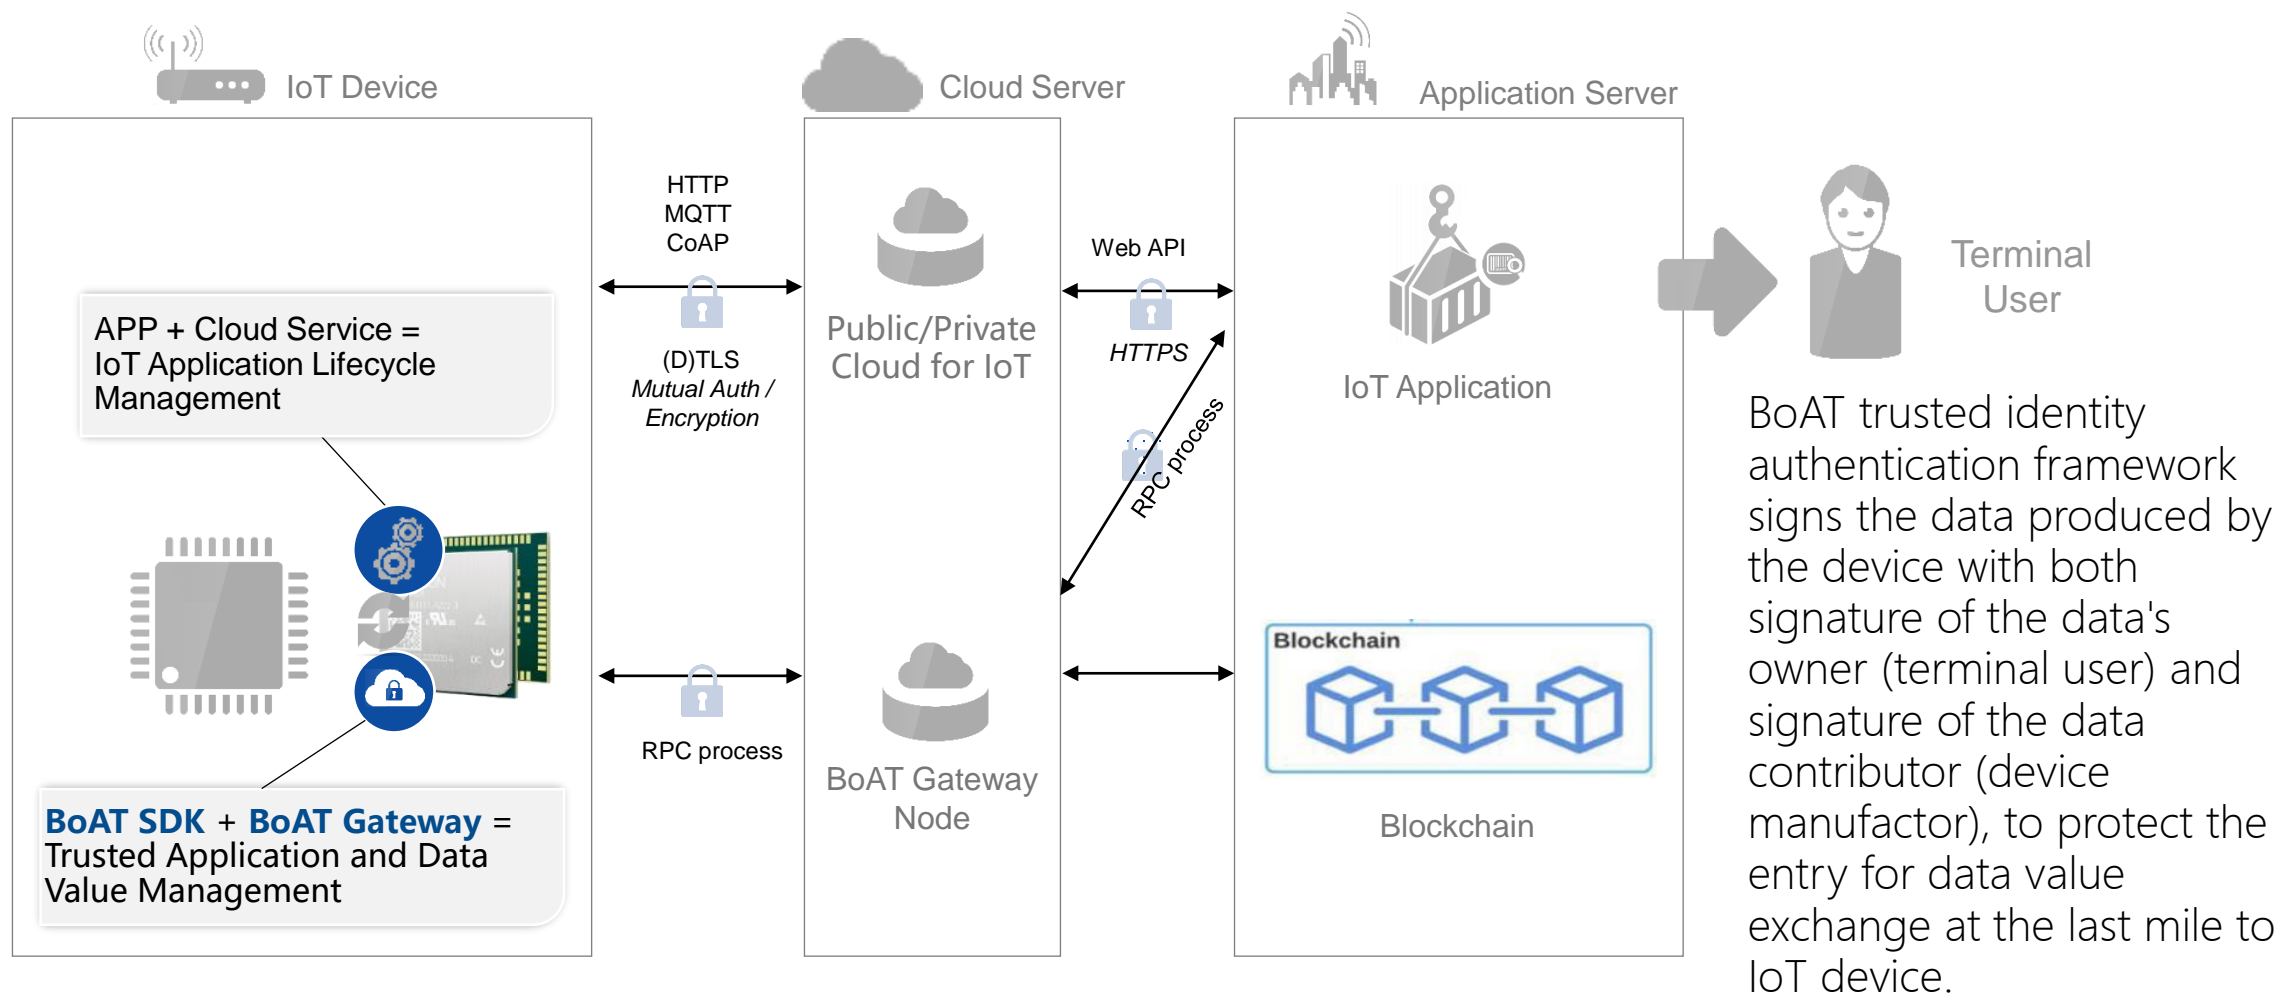 IoT Device
Cloud Server
Application Server
HTTP
MQTT
CoAP
(D)TLS
Mutual Auth /
Encryption
Web API
HTTPS
RPC process
APP + Cloud Service =
IoT Application Lifecycle
Management
Public/Private
Cloud for IoT
IoT Application
Terminal
User
BoAT SDK + BoAT Gateway =
Trusted Application and Data
Value Management
RPC process
BoAT Gateway
Node
Blockchain
Blockchain
BoAT trusted identity
authentication framework
signs the data produced by
the device with both
signature of the data's
owner (terminal user) and
signature of the data
contributor (device
manufactor), to protect the
entry for data value
exchange at the last mile to
IoT device.